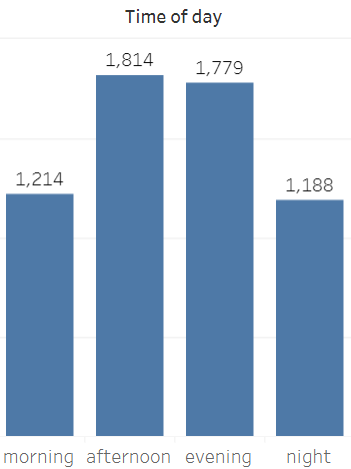 Time of day
1,814
1,779
1,214
1,188
morning afternoon evening night